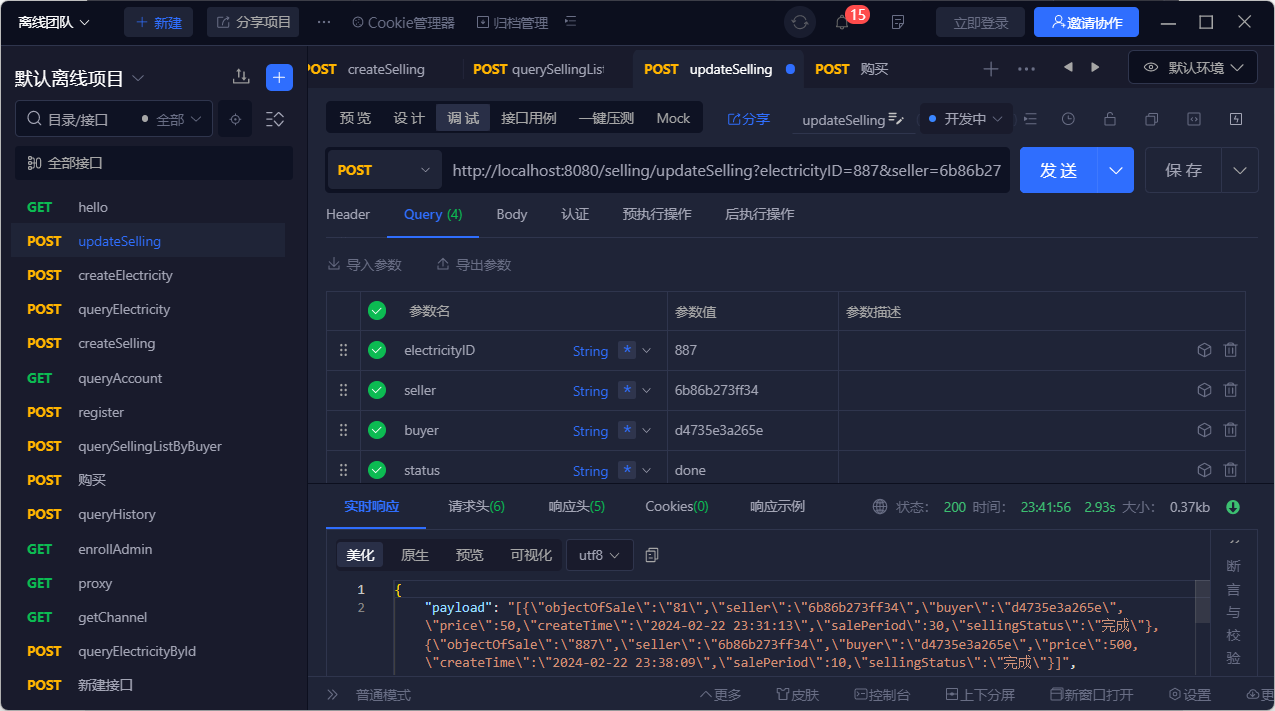 离线团队 新建 分享项目 ··· Cookie管理器 归档管理 15 立即登录 邀请协作
默认离线项目
目录/接口 全部
全部接口
GET hello
POST updateSelling
POST createElectricity
POST queryElectricity
POST createSelling
GET queryAccount
POST register
POST querySellingListByBuyer
POST 购买
POST queryHistory
GET enrollAdmin
GET proxy
GET getChannel
POST queryElectricityById
POST 新建接口
POST createSelling POST querySellingList POST updateSelling POST 购买 默认环境
预览 设计 调试 接口用例 一键压测 Mock 分享 updateSelling 开发中
POST http://localhost:8080/selling/updateSelling?electricityID=887&seller=6b86b27 发送 保存
Header Query (4) Body 认证 预执行操作 后执行操作
导入参数 导出参数
参数名 参数值 参数描述
electricityID String * 887
seller String * 6b86b273ff34
buyer String * d4735e3a265e
status String * done
实时响应 请求头(6) 响应头(5) Cookies(0) 响应示例 状态: 200 时间: 23:41:56 2.93s 大小: 0.37kb
美化 原生 预览 可视化 utf8
1 {
2 "payload": "[{\"objectOfSale\":\"81\",\"seller\":\"6b86b273ff34\",\"buyer\":\"d4735e3a265e\",
\"price\":50,\"createTime\":\"2024-02-22 23:31:13\",\"salePeriod\":30,\"sellingStatus\":\"完成\"},
{\"objectOfSale\":\"887\",\"seller\":\"6b86b273ff34\",\"buyer\":\"d4735e3a265e\",\"price\":500,
\"createTime\":\"2024-02-22 23:38:09\",\"salePeriod\":10,\"sellingStatus\":\"完成\"}]",
断
言
与
校
验
普通模式 更多 皮肤 控制台 上下分屏 新窗口打开 设置 更